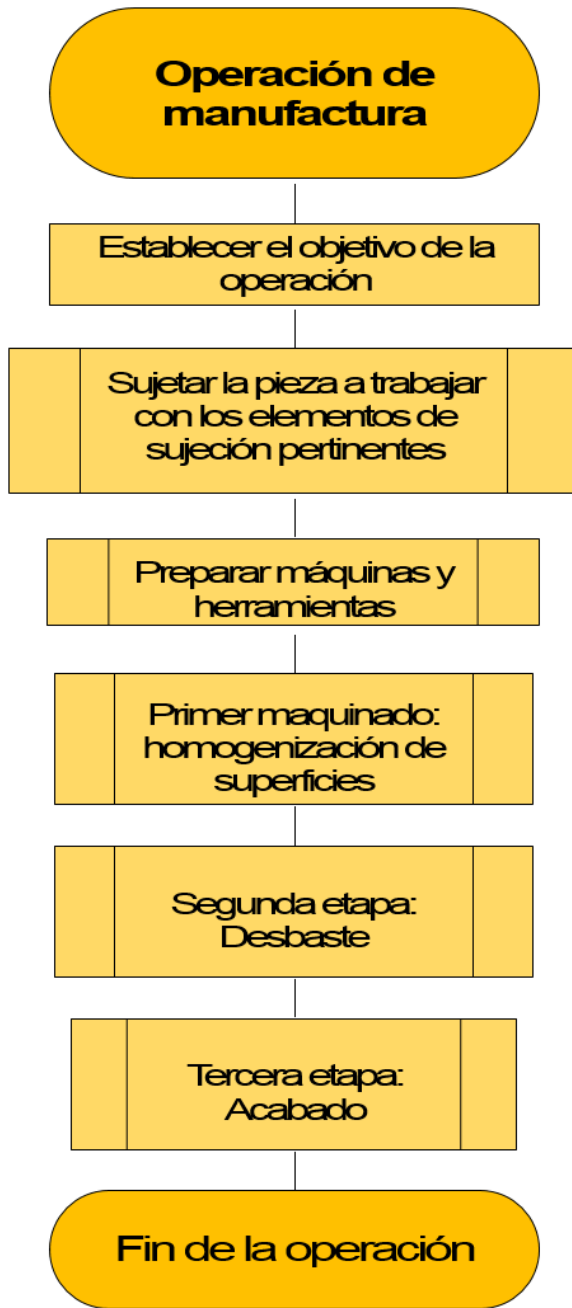 Operación de
manufactura
Establecer el objetivo de la
operación
Sujetar la pieza a trabajar
con los elementos de
sujeción pertinentes
Preparar máquinas y
herramientas
Primer maquinado:
homogenización de
superficies
Segunda etapa:
Desbaste
Tercera etapa:
Acabado
Fin de la operación